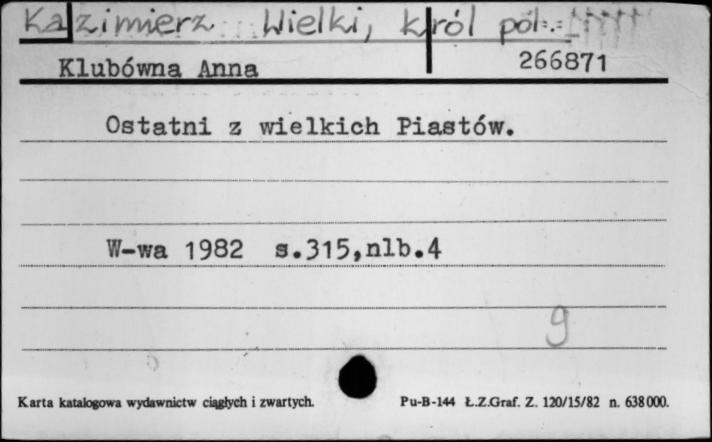 Kazimierz Wielki, król pol.
Klubówna Anna 266871
Ostatni z wielkich Piastów.
W-wa 1982 s.315,nlb.4
9
Karta katalogowa wydawnictw ciągłych i zwartych. Pu-B-144 Ł.Z.Graf. Z. 120/15/82 n. 638000.